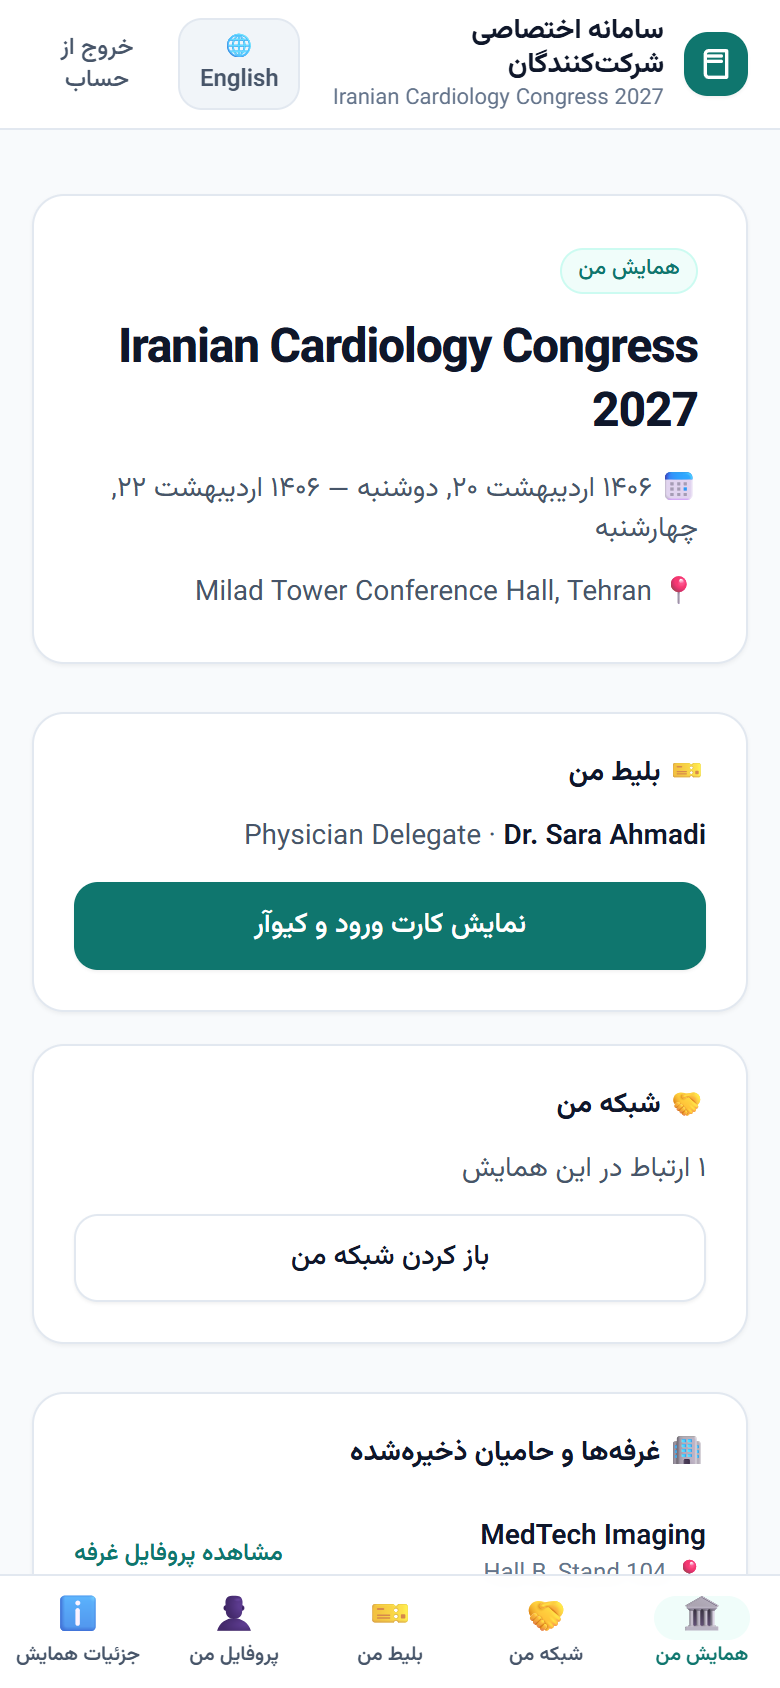 سامانه اختصاصی
شرکت‌کنندگان
Iranian Cardiology Congress 2027
English
خروج از
حساب
همایش من
Iranian Cardiology Congress
2027
۱۴۰۶ اردیبهشت ۲۰, دوشنبه — ۱۴۰۶ اردیبهشت ۲۲,
چهارشنبه
Milad Tower Conference Hall, Tehran
بلیط من
Dr. Sara Ahmadi · Physician Delegate
نمایش کارت ورود و کیوآر
شبکه من
۱ ارتباط در این همایش
باز کردن شبکه من
غرفه‌ها و حامیان ذخیره‌شده
MedTech Imaging
مشاهده پروفایل غرفه
Hall B, Stand 104
همایش من
شبکه من
بلیط من
پروفایل من
جزئیات همایش